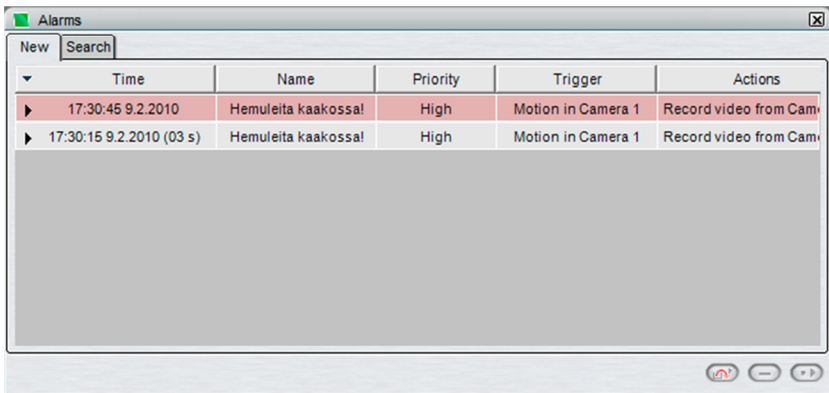 Alarms
New Search
Time Name Priority Trigger Actions
17:30:45 9.2.2010 Hemuleita kaakossa! High Motion in Camera 1 Record video from Cam
17:30:15 9.2.2010 (03 s) Hemuleita kaakossa! High Motion in Camera 1 Record video from Cam